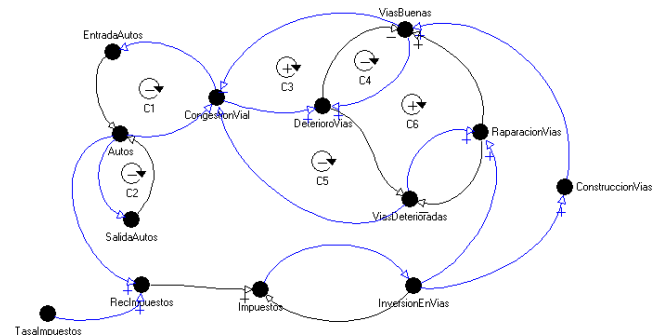 ViasBuenas
EntradaAutos
C1
C3
C4
CongestionVial
DeterioroVias
C6
Autos
RaparacionVias
C2
C5
ConstruccionVias
ViasDeterioradas
SalidaAutos
RecImpuestos
Impuestos
InversionEnVias
TasaImpuestos